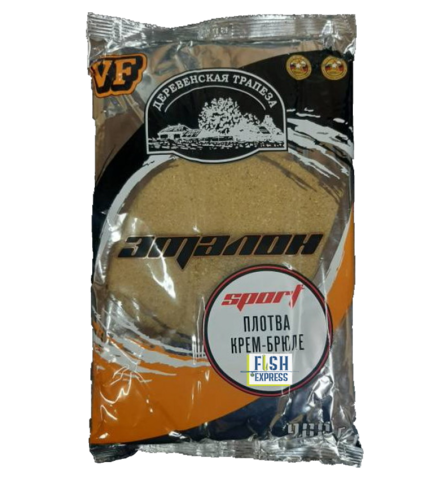 VF
ДЕРЕВЕНСКАЯ ТРАПЕЗА
ЭТАЛОН
sport
ПЛОТВА
КРЕМ-БРЮЛЕ
FISH
EXPRESS